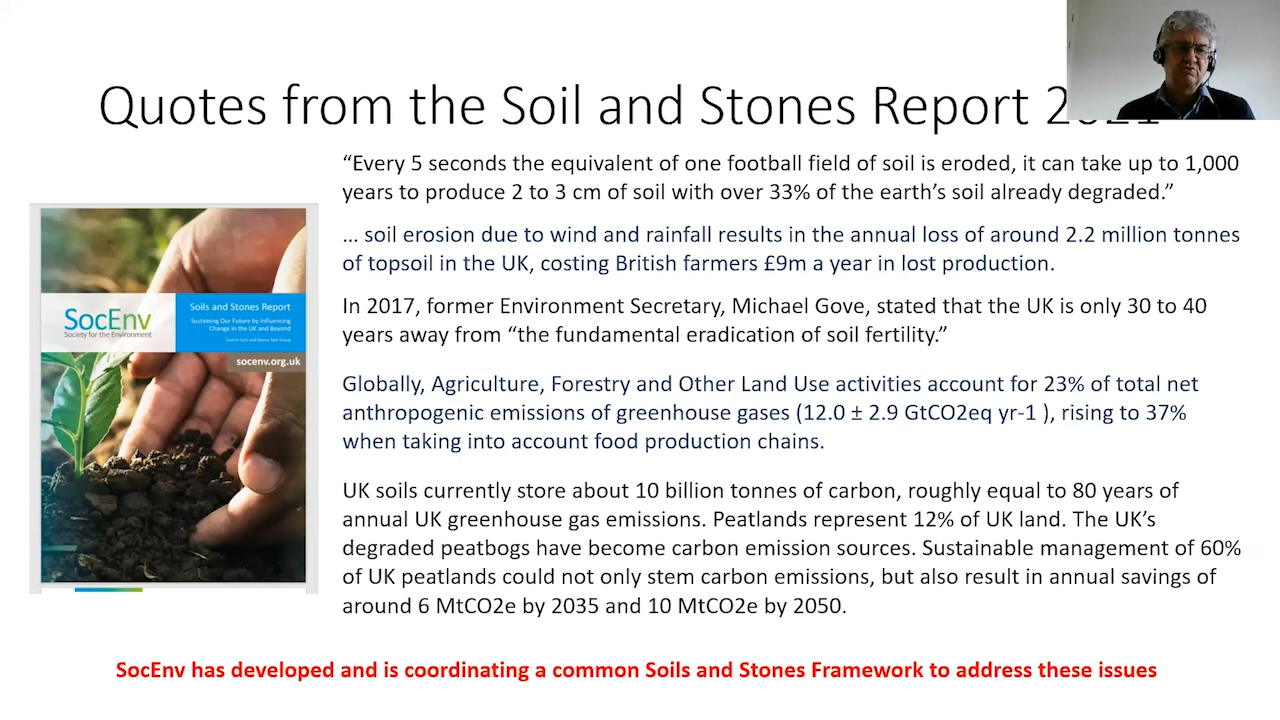 Quotes from the Soil and Stones Report 2021
“Every 5 seconds the equivalent of one football field of soil is eroded, it can take up to 1,000
years to produce 2 to 3 cm of soil with over 33% of the earth’s soil already degraded.”
… soil erosion due to wind and rainfall results in the annual loss of around 2.2 million tonnes
of topsoil in the UK, costing British farmers £9m a year in lost production.
In 2017, former Environment Secretary, Michael Gove, stated that the UK is only 30 to 40
years away from “the fundamental eradication of soil fertility.”
Globally, Agriculture, Forestry and Other Land Use activities account for 23% of total net
anthropogenic emissions of greenhouse gases (12.0 ± 2.9 GtCO2eq yr-1 ), rising to 37%
when taking into account food production chains.
UK soils currently store about 10 billion tonnes of carbon, roughly equal to 80 years of
annual UK greenhouse gas emissions. Peatlands represent 12% of UK land. The UK’s
degraded peatbogs have become carbon emission sources. Sustainable management of 60%
of UK peatlands could not only stem carbon emissions, but also result in annual savings of
around 6 MtCO2e by 2035 and 10 MtCO2e by 2050.
SocEnv
Society for the Environment
Soils and Stones Report
Sustaining Our Future by Influencing
Change in the UK and Beyond
socenv.org.uk
SocEnv has developed and is coordinating a common Soils and Stones Framework to address these issues